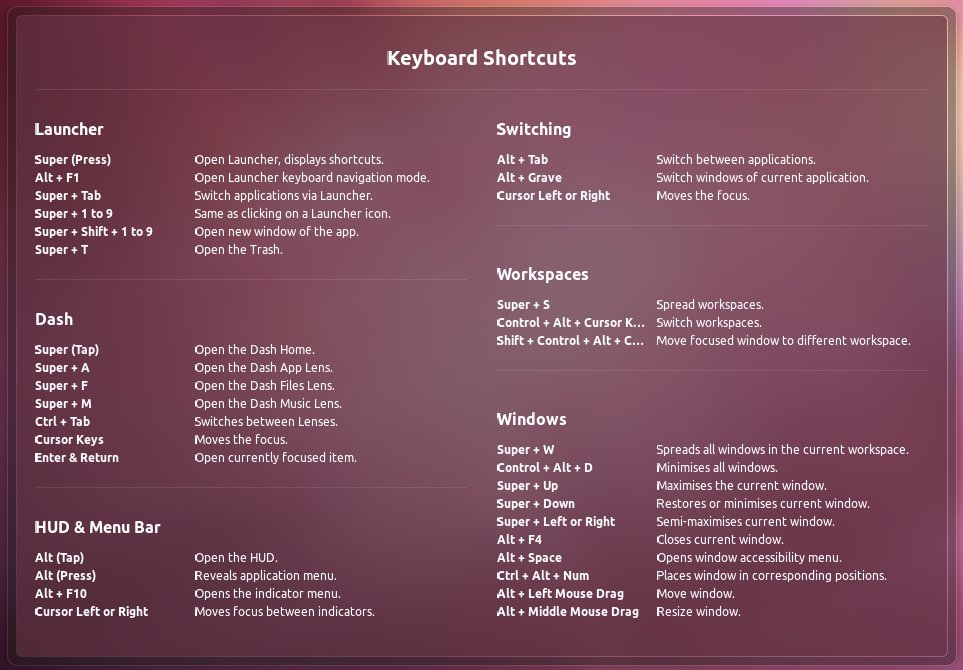 Keyboard Shortcuts
Launcher
Super (Press) Open Launcher, displays shortcuts.
Alt + F1 Open Launcher keyboard navigation mode.
Super + Tab Switch applications via Launcher.
Super + 1 to 9 Same as clicking on a Launcher icon.
Super + Shift + 1 to 9 Open new window of the app.
Super + T Open the Trash.
Dash
Super (Tap) Open the Dash Home.
Super + A Open the Dash App Lens.
Super + F Open the Dash Files Lens.
Super + M Open the Dash Music Lens.
Ctrl + Tab Switches between Lenses.
Cursor Keys Moves the focus.
Enter & Return Open currently focused item.
HUD & Menu Bar
Alt (Tap) Open the HUD.
Alt (Press) Reveals application menu.
Alt + F10 Opens the indicator menu.
Cursor Left or Right Moves focus between indicators.
Switching
Alt + Tab Switch between applications.
Alt + Grave Switch windows of current application.
Cursor Left or Right Moves the focus.
Workspaces
Super + S Spread workspaces.
Control + Alt + Cursor K... Switch workspaces.
Shift + Control + Alt + C... Move focused window to different workspace.
Windows
Super + W Spreads all windows in the current workspace.
Control + Alt + D Minimises all windows.
Super + Up Maximises the current window.
Super + Down Restores or minimises current window.
Super + Left or Right Semi-maximises current window.
Alt + F4 Closes current window.
Alt + Space Opens window accessibility menu.
Ctrl + Alt + Num Places window in corresponding positions.
Alt + Left Mouse Drag Move window.
Alt + Middle Mouse Drag Resize window.